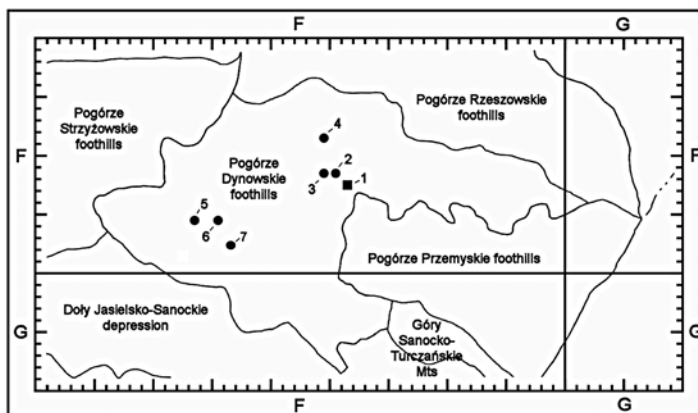 F
G
Pogórze
Strzyżowskie
foothills
Pogórze Rzeszowskie
foothills
4
F
F
Pogórze
Dynowskie
foothills
2
3
1
5
6
7
Pogórze Przemyskie foothills
Doły Jasielsko-Sanockie
depression
Góry
Sanocko-
Turczańskie
Mts
G
G
F
G